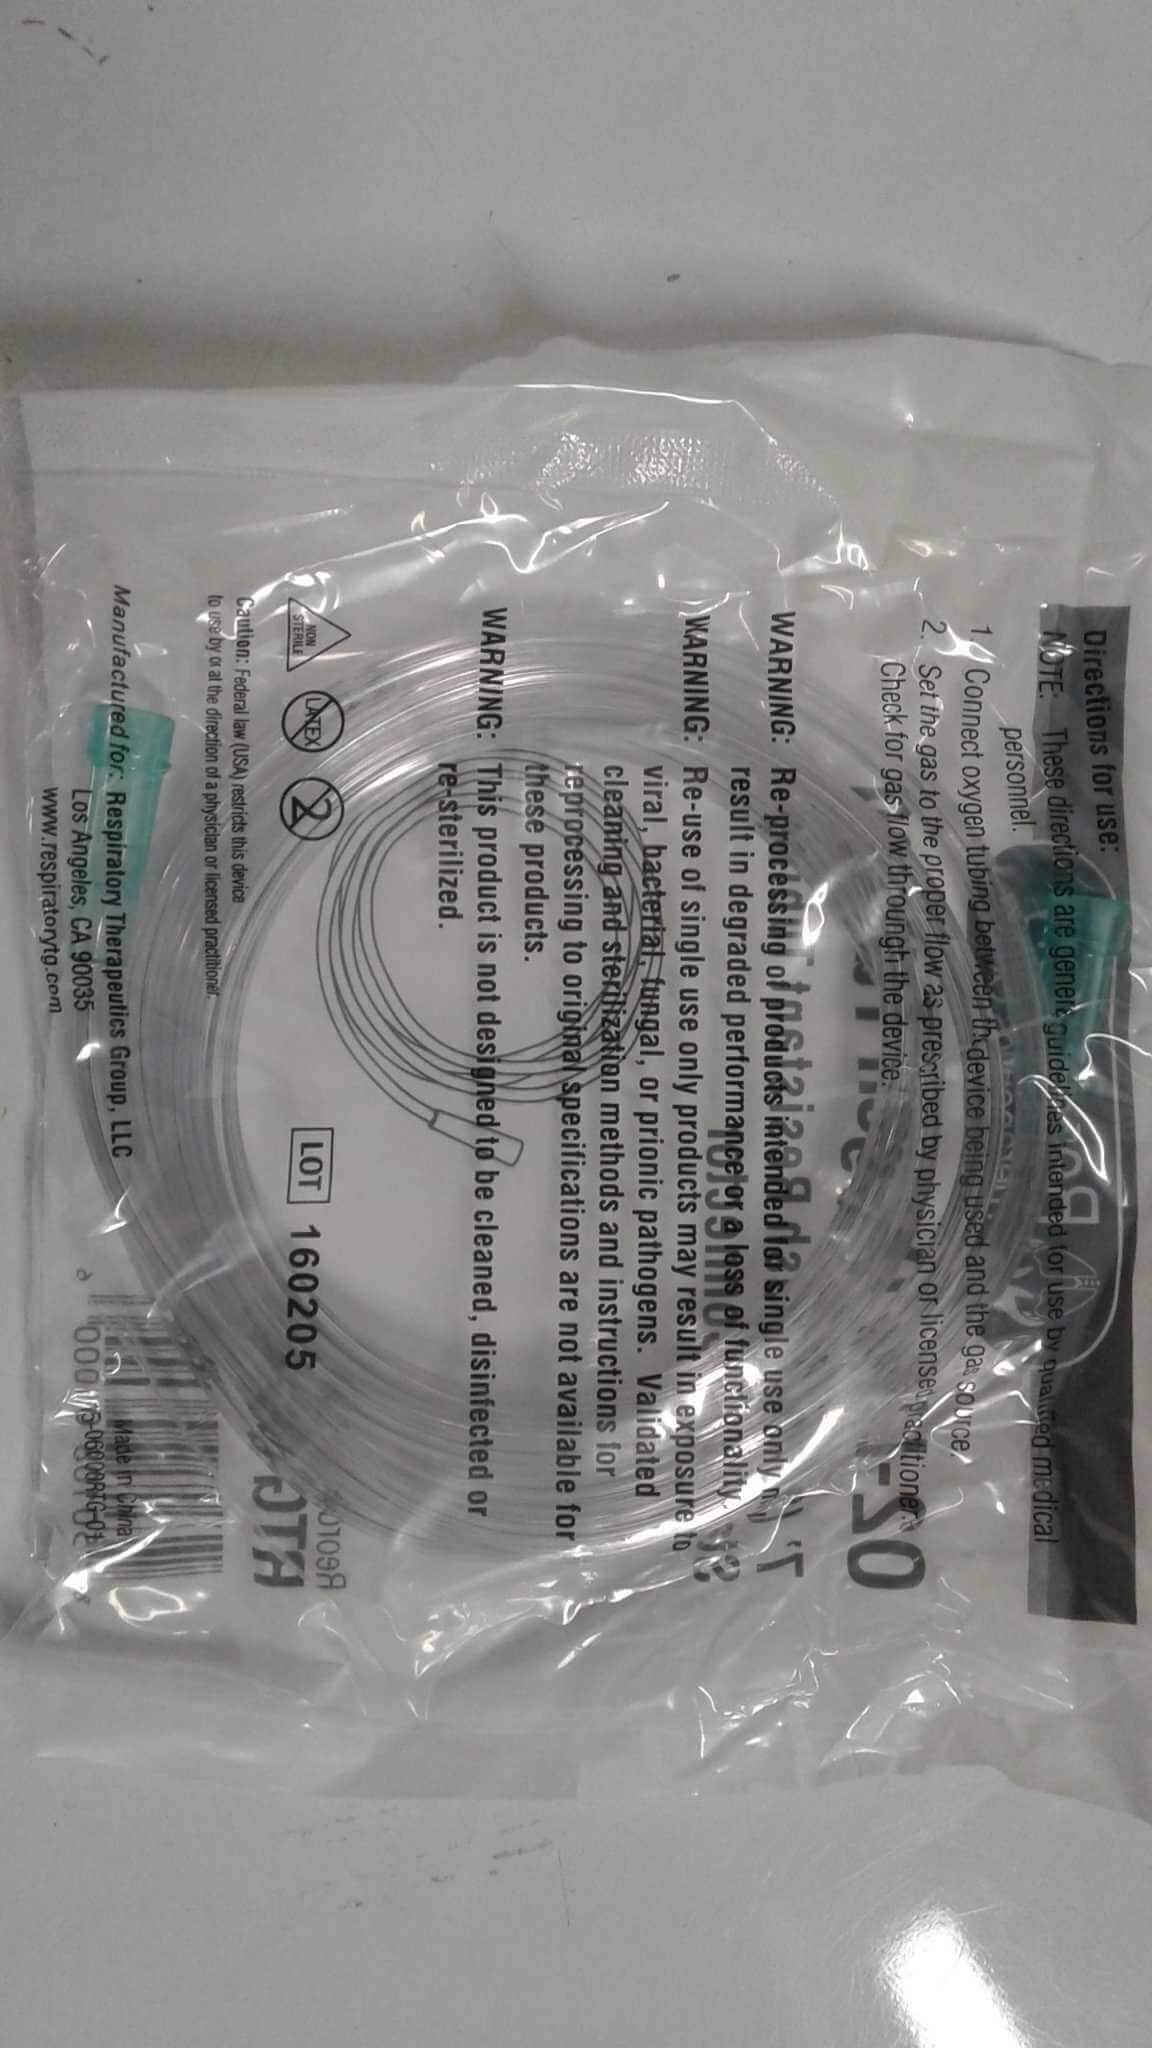 Directions for use:
NOTE: These directions are generic guidelines intended for use by qualified medical
personnel.
1. Connect oxygen tubing between the device being used and the gas source.
2. Set the gas to the proper flow as prescribed by physician or licensed practitioner.
Check for gas flow throungh the device.
WARNING: Re-processing of products intended for single use only may
result in degraded performance or a loss of functionality.
WARNING: Re-use of single use only products may result in exposure to
viral, bacterial, fungal, or prionic pathogens. Validated
cleaning and sterilization methods and instructions for
reprocessing to original specifications are not available for
these products.
WARNING: This product is not designed to be cleaned, disinfected or
re-sterilized.
NON
STERILE
LATEX
2
LOT 160205
Caution: Federal law (USA) restricts this device
to use by or at the direction of a physician or licensed practitioner.
Manufactured for: Respiratory Therapeutics Group, LLC
Los Angeles, CA 90035
www.respiratorytg.com
Made in China
RTG